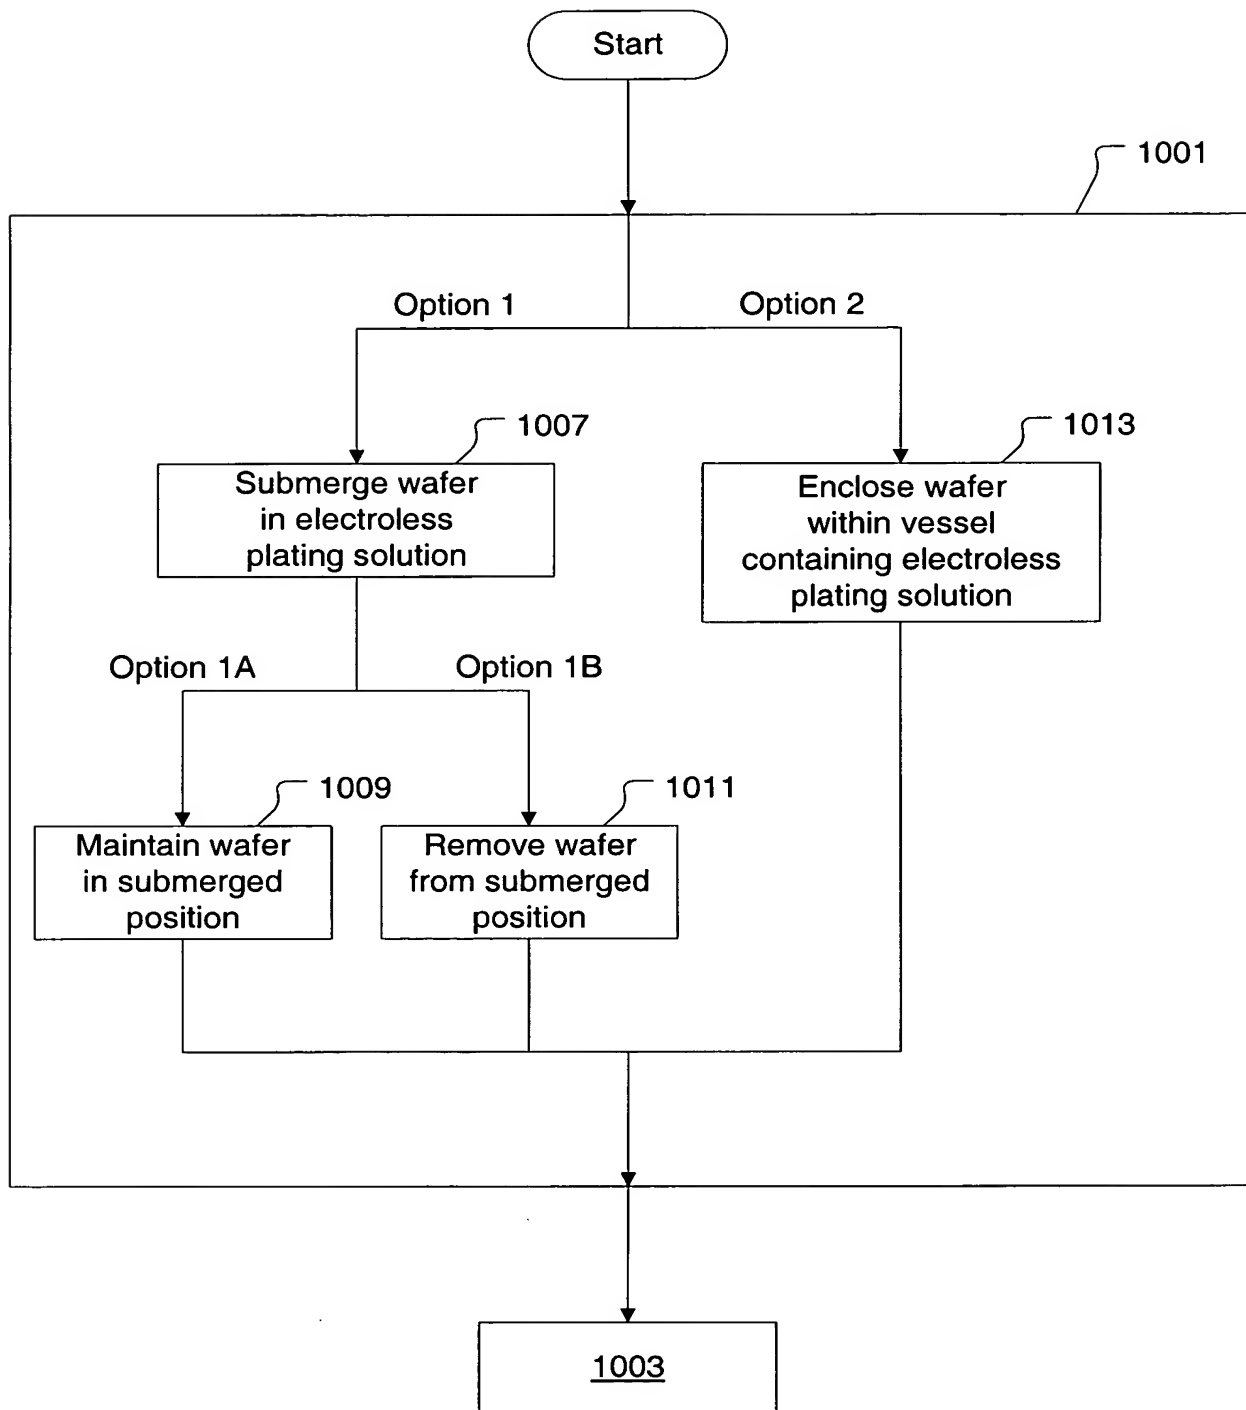 Start
1001
Option 1
Option 2
1007
Submerge wafer
in electroless
plating solution
1013
Enclose wafer
within vessel
containing electroless
plating solution
Option 1A
Option 1B
1009
Maintain wafer
in submerged
position
1011
Remove wafer
from submerged
position
1003